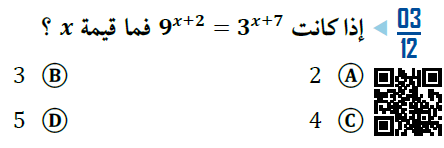 03/12 إذا كانت 9^{x+2} = 3^{x+7} فما قيمة x ؟
A 2 B 3
C 4 D 5